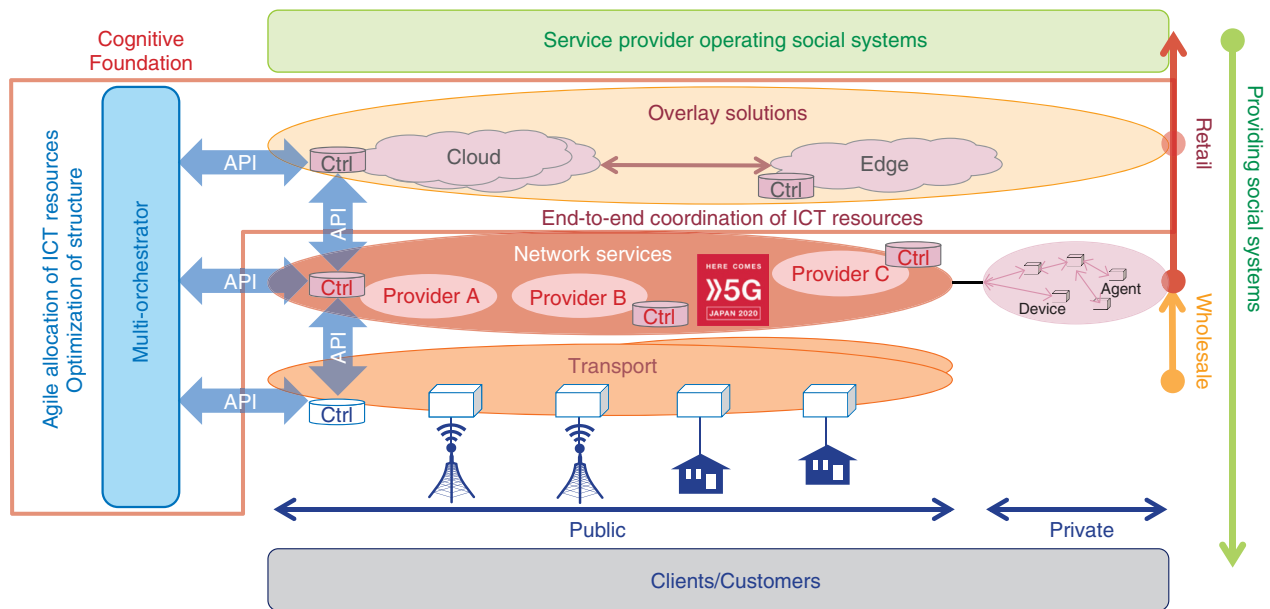 Cognitive
Foundation
Service provider operating social systems
Agile allocation of ICT resources
Optimization of structure
Multi-orchestrator
API
API
API
API
API
Overlay solutions
Ctrl
Cloud
Edge
Ctrl
End-to-end coordination of ICT resources
Network services
Ctrl
Provider A
Provider B
Ctrl
HERE COMES
»5G
JAPAN 2020
Provider C
Ctrl
Device
Agent
Transport
Ctrl
Public
Private
Clients/Customers
Retail
Wholesale
Providing social systems